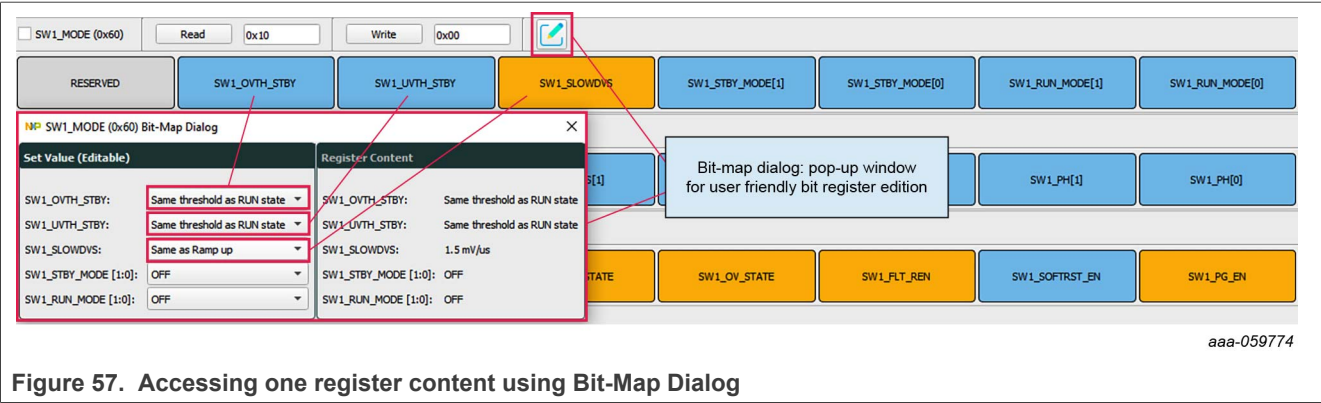 SW1_MODE (0x60) Read 0x10 Write 0x00
RESERVED SW1_OVTH_STBY SW1_UVTH_STBY SW1_SLOWDVS SW1_STBY_MODE[1] SW1_STBY_MODE[0] SW1_RUN_MODE[1] SW1_RUN_MODE[0]
NXP SW1_MODE (0x60) Bit-Map Dialog
Set Value (Editable) Register Content
SW1_OVTH_STBY: Same threshold as RUN state SW1_OVTH_STBY: Same threshold as RUN state
SW1_UVTH_STBY: Same threshold as RUN state SW1_UVTH_STBY: Same threshold as RUN state
SW1_SLOWDVS: Same as Ramp up SW1_SLOWDVS: 1.5 mV/us
SW1_STBY_MODE [1:0]: OFF SW1_STBY_MODE [1:0]: OFF
SW1_RUN_MODE [1:0]: OFF SW1_RUN_MODE [1:0]: OFF
Bit-map dialog: pop-up window
for user friendly bit register edition
SW1_PH[1] SW1_PH[0]
STATE SW1_OV_STATE SW1_FLT_REN SW1_SOFTRST_EN SW1_PG_EN
aaa-059774
Figure 57. Accessing one register content using Bit-Map Dialog